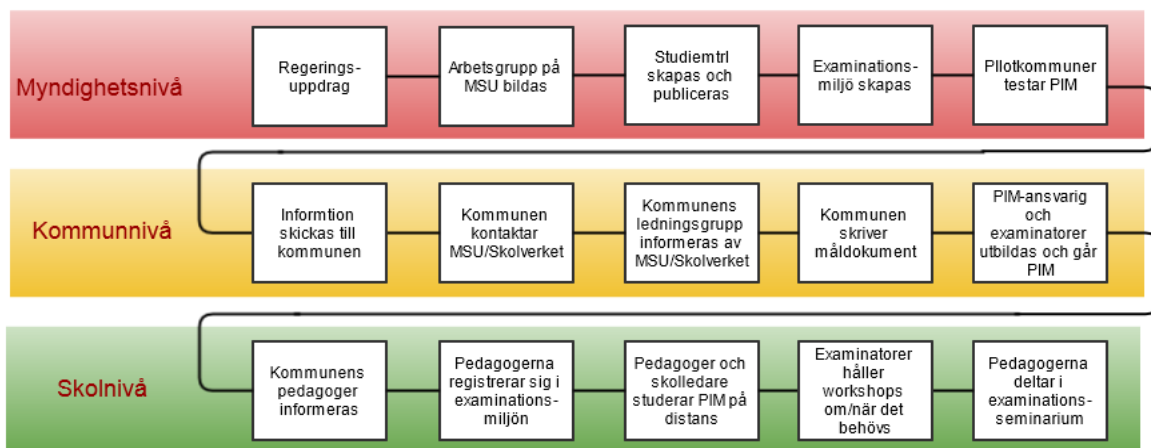 Myndighetsnivå
Regerings-
uppdrag
Arbetsgrupp på
MSU bildas
Studiemtrl
skapas och
publiceras
Examinations-
miljö skapas
PIlotkommuner
testar PIM
Kommunnivå
Informtion
skickas till
kommunen
Kommunen
kontaktar
MSU/Skolverket
Kommunens
ledningsgrupp
informeras av
MSU/Skolverket
Kommunen
skriver
måldokument
PIM-ansvarig
och
examinatorer
utbildas och går
PIM
Skolnivå
Kommunens
pedagoger
informeras
Pedagogerna
registrerar sig i
examinations-
miljön
Pedagoger och
skolledare
studerar PIM på
distans
Examinatorer
håller
workshops
om/när det
behövs
Pedagogerna
deltar i
examinations-
seminarium